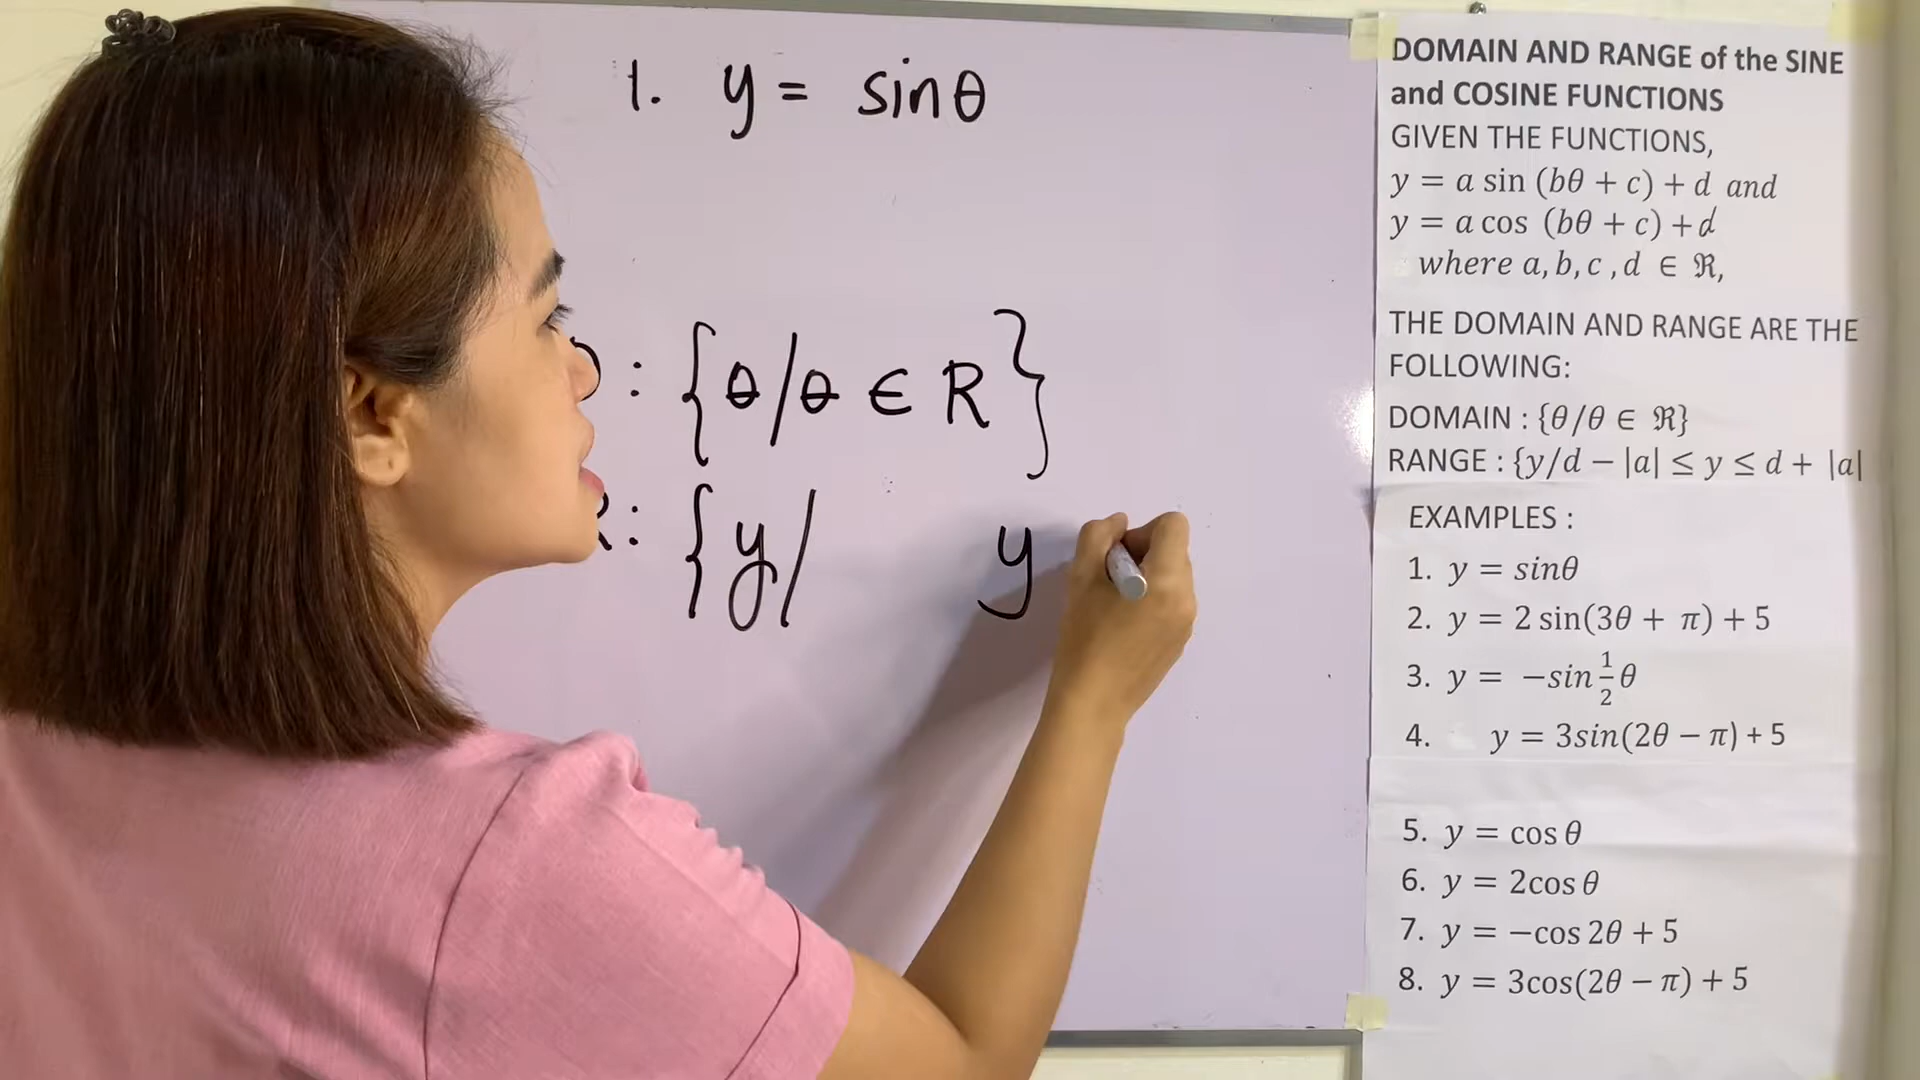 1. y = sinθ
: {θ/θ ∈ R}
R: {y/ y
DOMAIN AND RANGE of the SINE
and COSINE FUNCTIONS
GIVEN THE FUNCTIONS,
y = a sin (bθ + c) + d and
y = a cos (bθ + c) + d
where a, b, c , d ∈ ℜ,
THE DOMAIN AND RANGE ARE THE
FOLLOWING:
DOMAIN : {θ/θ ∈ ℜ}
RANGE : {y/d − |a| ≤ y ≤ d + |a|
EXAMPLES :
1. y = sinθ
2. y = 2 sin(3θ + π) + 5
3. y = −sin 1/2 θ
4. y = 3sin(2θ − π) + 5
5. y = cos θ
6. y = 2cos θ
7. y = −cos 2θ + 5
8. y = 3cos(2θ − π) + 5